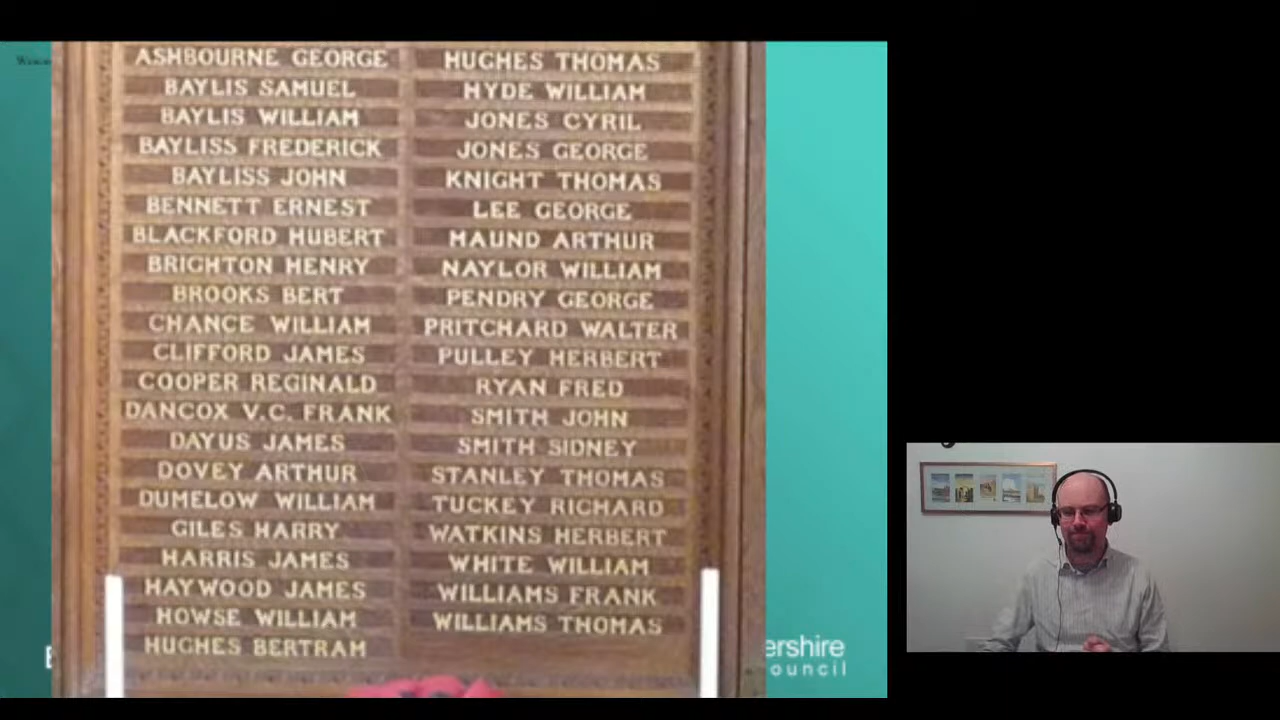 ASHBOURNE GEORGE
BAYLIS SAMUEL
BAYLIS WILLIAM
BAYLISS FREDERICK
BAYLISS JOHN
BENNETT ERNEST
BLACKFORD HUBERT
BRIGHTON HENRY
BROOKS BERT
CHANCE WILLIAM
CLIFFORD JAMES
COOPER REGINALD
DANCOX V.C. FRANK
DAYUS JAMES
DOVEY ARTHUR
DUMELOW WILLIAM
GILES HARRY
HARRIS JAMES
HAYWOOD JAMES
HOWSE WILLIAM
HUGHES BERTRAM
HUGHES THOMAS
HYDE WILLIAM
JONES CYRIL
JONES GEORGE
KNIGHT THOMAS
LEE GEORGE
MAUND ARTHUR
NAYLOR WILLIAM
PENDRY GEORGE
PRITCHARD WALTER
PULLEY HERBERT
RYAN FRED
SMITH JOHN
SMITH SIDNEY
STANLEY THOMAS
TUCKEY RICHARD
WATKINS HERBERT
WHITE WILLIAM
WILLIAMS FRANK
WILLIAMS THOMAS
ershire
ouncil